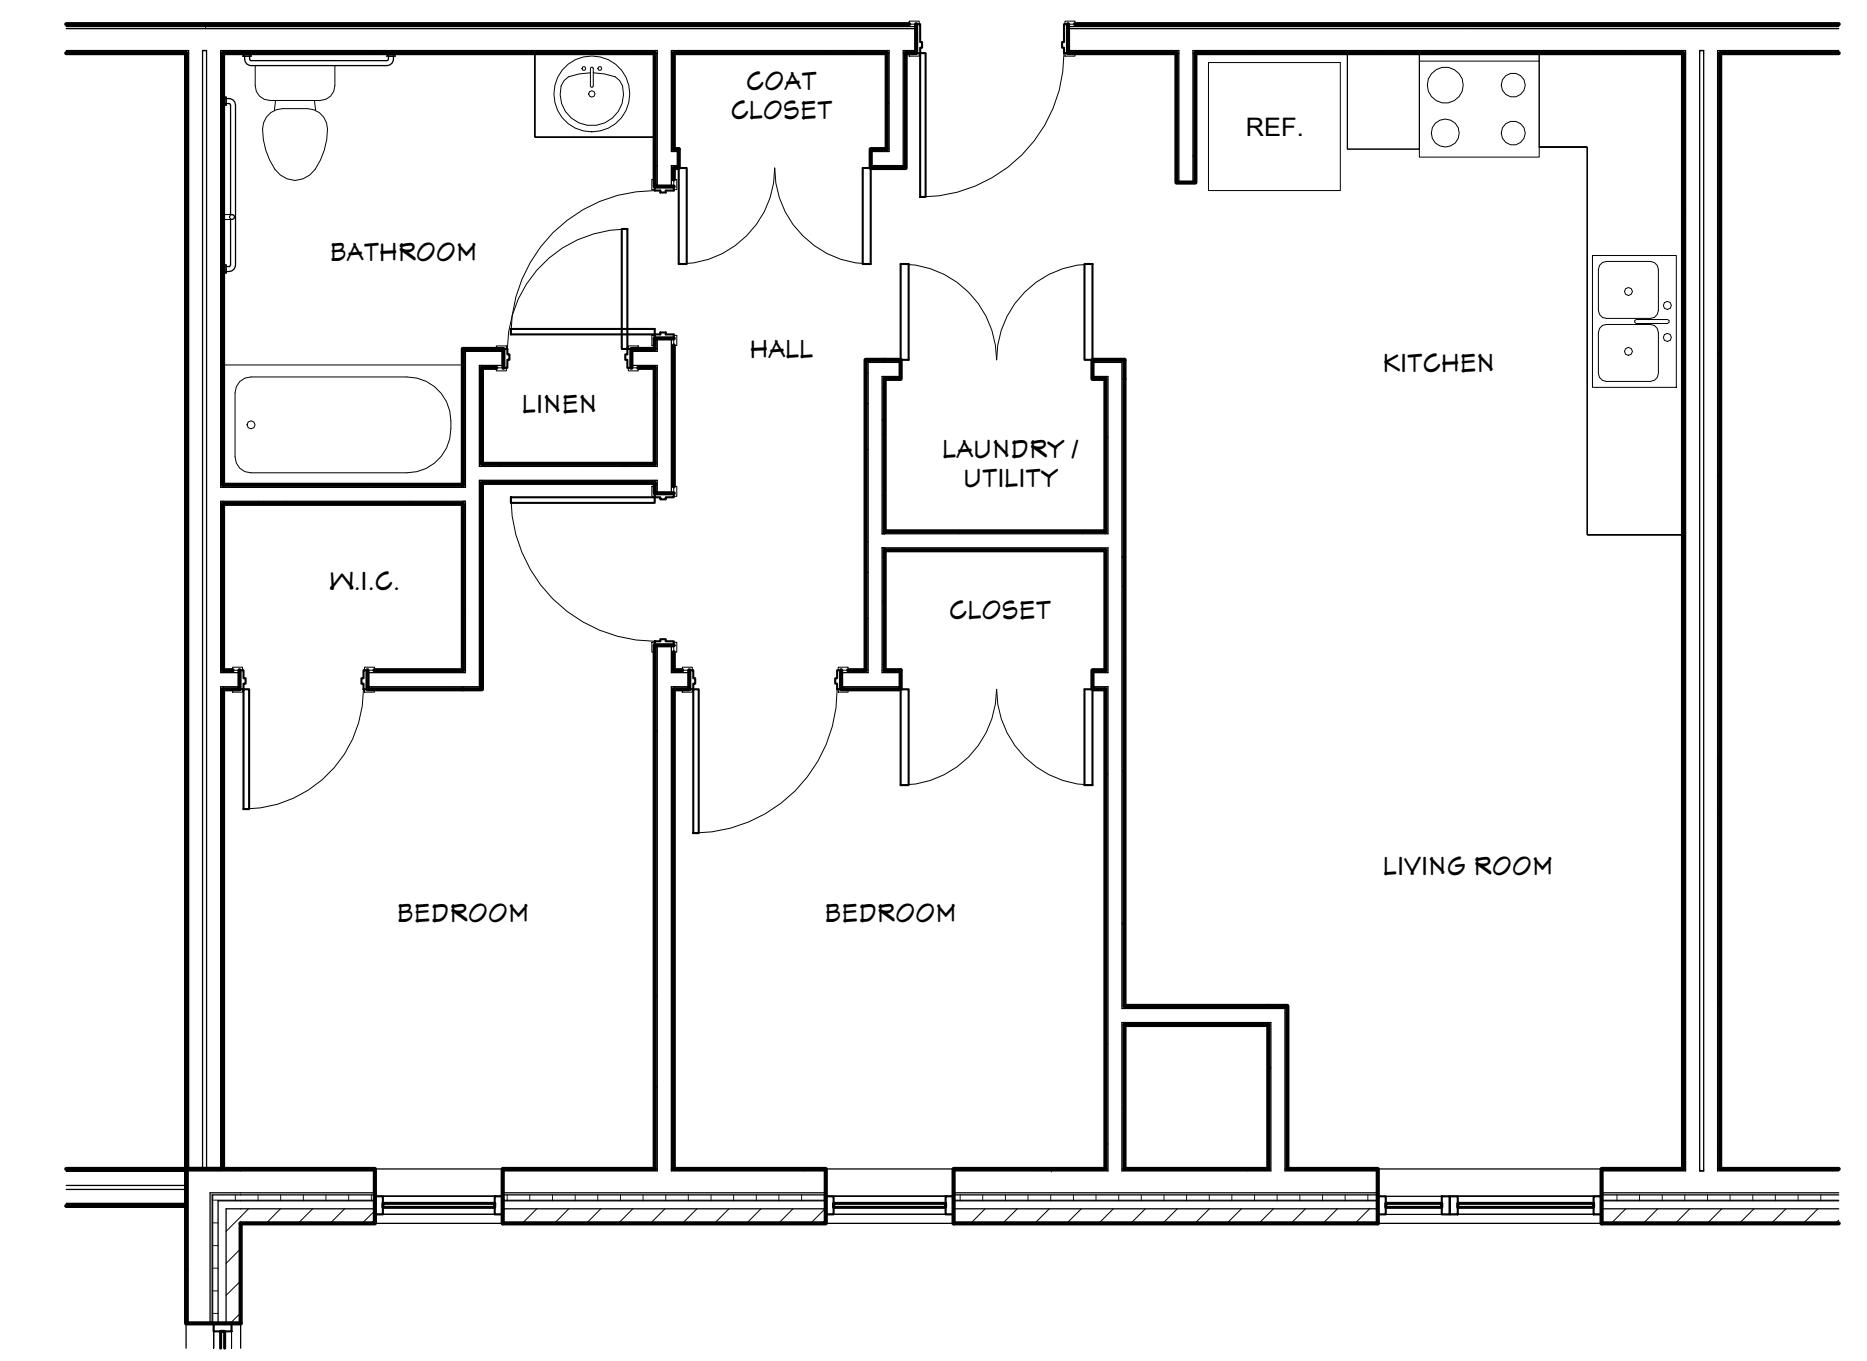 COAT
CLOSET
REF.
BATHROOM
HALL
KITCHEN
LINEN
LAUNDRY /
UTILITY
W.I.C.
CLOSET
LIVING ROOM
BEDROOM
BEDROOM